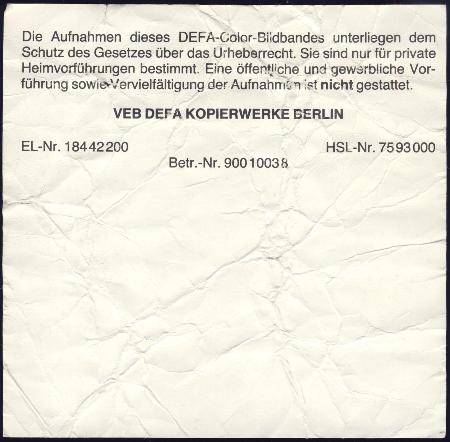 Die Aufnahmen dieses DEFA-Color-Bildbandes unterliegen dem
Schutz des Gesetzes über das Urheberrecht. Sie sind nur für private
Heimvorführungen bestimmt. Eine öffentliche und gewerbliche Vor-
führung sowie Vervielfältigung der Aufnahmen ist nicht gestattet.
VEB DEFA KOPIERWERKE BERLIN
EL-Nr. 18442200
HSL-Nr. 7593000
Betr.-Nr. 90010038